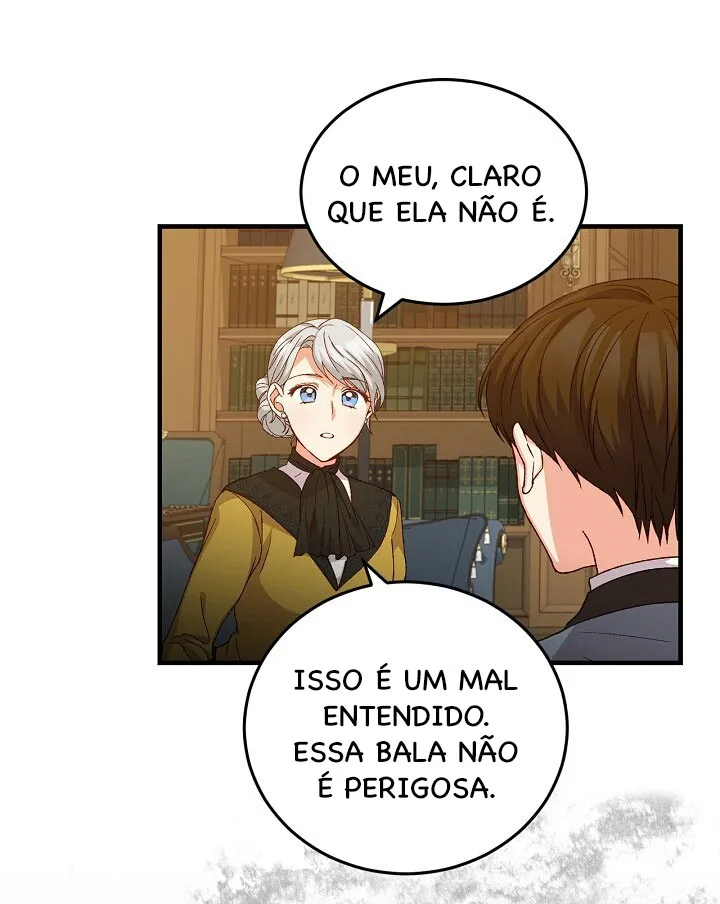 O MEU, CLARO
QUE ELA NÃO É.
ISSO É UM MAL
ENTENDIDO.
ESSA BALA NÃO
É PERIGOSA.